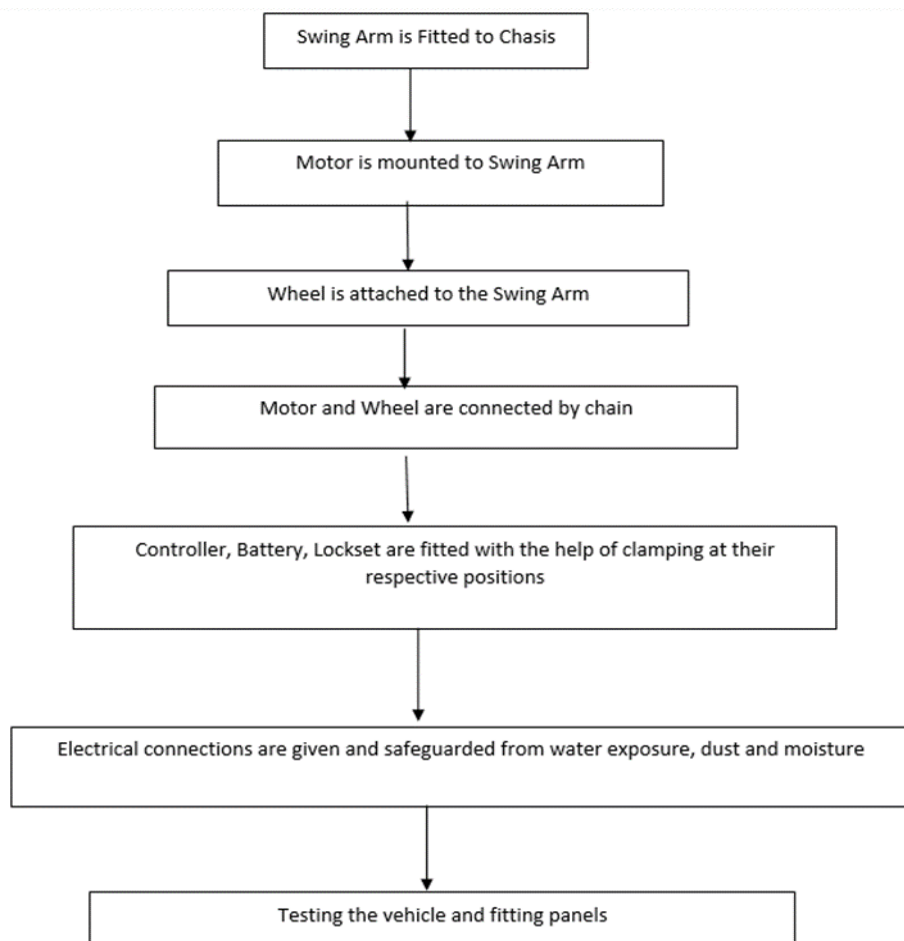 Swing Arm is Fitted to Chasis
Motor is mounted to Swing Arm
Wheel is attached to the Swing Arm
Motor and Wheel are connected by chain
Controller, Battery, Lockset are fitted with the help of clamping at their
respective positions
Electrical connections are given and safeguarded from water exposure, dust and moisture
Testing the vehicle and fitting panels